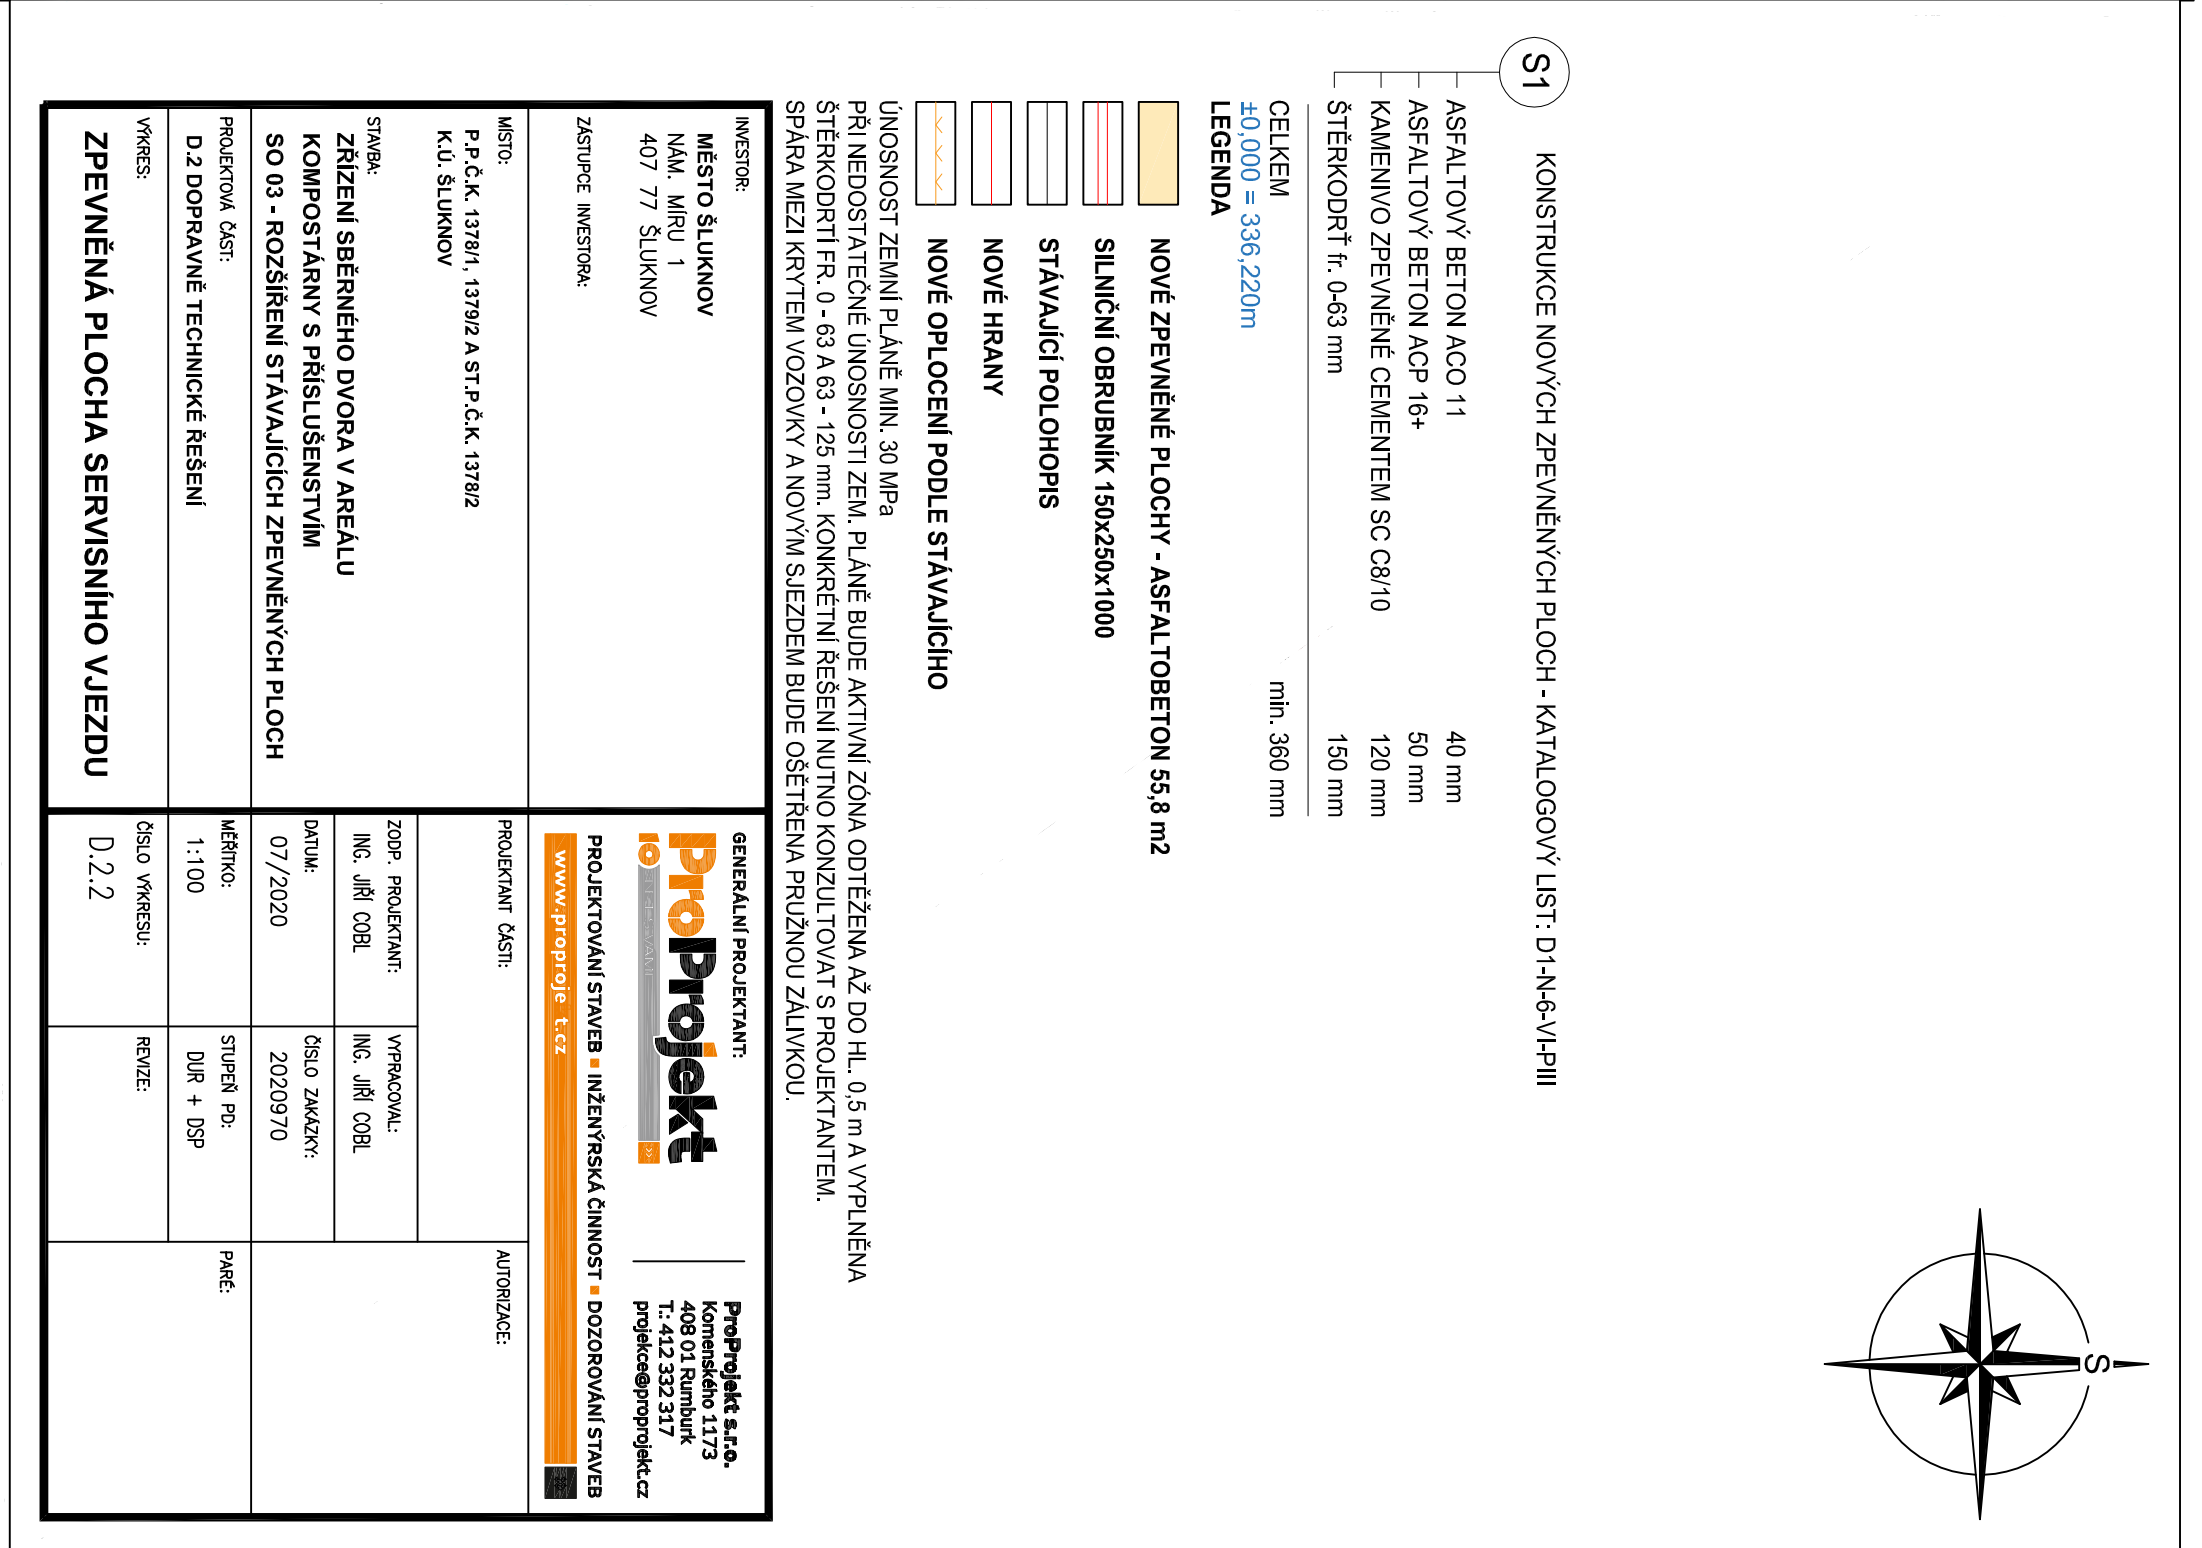 S1
KONSTRUKCE NOVÝCH ZPEVNĚNÝCH PLOCH - KATALOGOVÝ LIST: D1-N-6-VI-PIII
ASFALTOVÝ BETON ACO 11 40 mm
ASFALTOVÝ BETON ACP 16+ 50 mm
KAMENIVO ZPEVNĚNÉ CEMENTEM SC C8/10 120 mm
ŠTĚRKODRŤ fr. 0-63 mm 150 mm
CELKEM min. 360 mm
±0,000 = 336,220m
LEGENDA
NOVÉ ZPEVNĚNÉ PLOCHY - ASFALTOBETON 55,8 m2
SILNIČNÍ OBRUBNÍK 150x250x1000
STÁVAJÍCÍ POLOHOPIS
NOVÉ HRANY
NOVÉ OPLOCENÍ PODLE STÁVAJÍCÍHO
ÚNOSNOST ZEMNÍ PLÁNĚ MIN. 30 MPa
PŘI NEDOSTATEČNÉ ÚNOSNOSTI ZEM. PLÁNĚ BUDE AKTIVNÍ ZÓNA ODTĚŽENA AŽ DO HL. 0,5 m A VYPLNĚNA
ŠTĚRKODRTÍ FR. 0 - 63 A 63 - 125 mm. KONKRÉTNÍ ŘEŠENÍ NUTNO KONZULTOVAT S PROJEKTANTEM.
SPÁRA MEZI KRYTEM VOZOVKY A NOVÝM SJEZDEM BUDE OŠETŘENA PRUŽNOU ZÁLIVKOU.
INVESTOR:
MĚSTO ŠLUKNOV
NÁM. MÍRU 1
407 77 ŠLUKNOV
ZÁSTUPCE INVESTORA:
MÍSTO:
P.P.Č.K. 1378/1, 1379/2 A ST.P.Č.K. 1378/2
K.Ú. ŠLUKNOV
STAVBA:
ZŘÍZENÍ SBĚRNÉHO DVORA V AREÁLU
KOMPOSTÁRNY S PŘÍSLUŠENSTVÍM
SO 03 - ROZŠÍŘENÍ STÁVAJÍCÍCH ZPEVNĚNÝCH PLOCH
PROJEKTOVÁ ČÁST:
D.2 DOPRAVNĚ TECHNICKÉ ŘEŠENÍ
VÝKRES:
ZPEVNĚNÁ PLOCHA SERVISNÍHO VJEZDU
GENERÁLNÍ PROJEKTANT:
ProProjekt
ProProjekt s.r.o.
Komenského 1173
408 01 Rumburk
T.: 412 332 317
projekce@proprojekt.cz
PROJEKTOVÁNÍ STAVEB ▪ INŽENÝRSKÁ ČINNOST ▪ DOZOROVÁNÍ STAVEB
www.proproje t.cz
PROJEKTANT ČÁSTI:
AUTORIZACE:
ZODP. PROJEKTANT:
ING. JIŘÍ COBL
VYPRACOVAL:
ING. JIŘÍ COBL
DATUM:
07/2020
ČÍSLO ZAKÁZKY:
2020970
MĚŘÍTKO:
1:100
STUPEŇ PD:
DUR + DSP
PARÉ:
ČÍSLO VÝKRESU:
D.2.2
REVIZE:
S